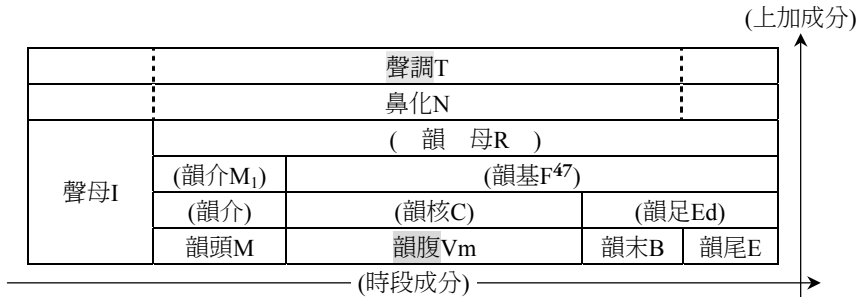 (上加成分)
聲調T
鼻化N
聲母I
( 韻 母R )
(韻介M₁) (韻基F⁴⁷)
(韻介) (韻核C) (韻足Ed)
韻頭M 韻腹Vm 韻末B 韻尾E
(時段成分)